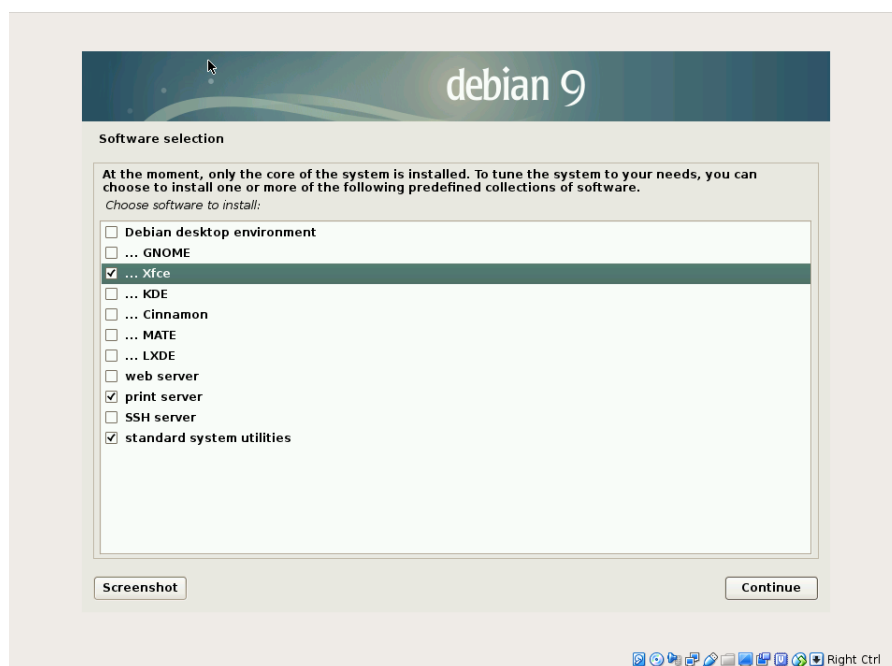 debian 9
Software selection
At the moment, only the core of the system is installed. To tune the system to your needs, you can
choose to install one or more of the following predefined collections of software.
Choose software to install:
Debian desktop environment
... GNOME
... Xfce
... KDE
... Cinnamon
... MATE
... LXDE
web server
print server
SSH server
standard system utilities
Screenshot
Continue
Right Ctrl